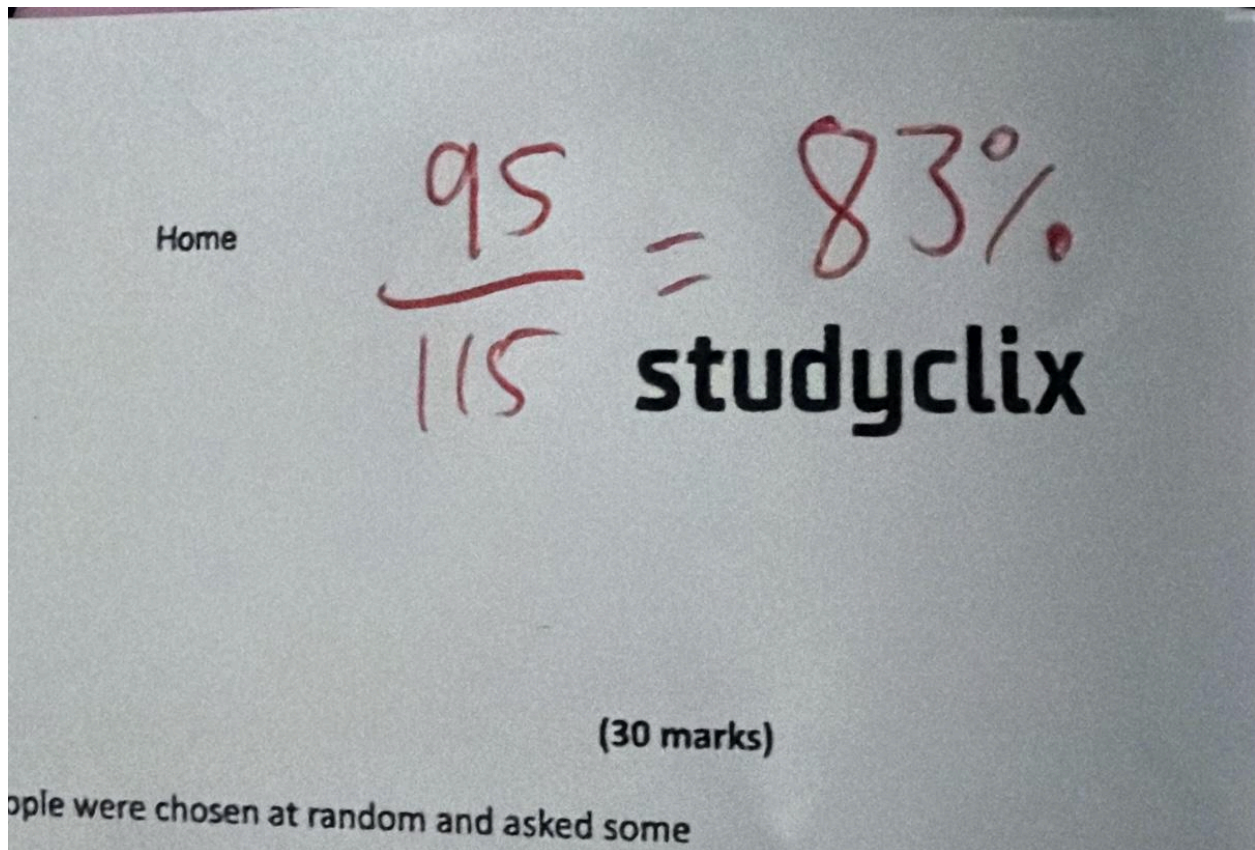 95
Home
= 83%
115
studyclix
(30 marks)
ople were chosen at random and asked some